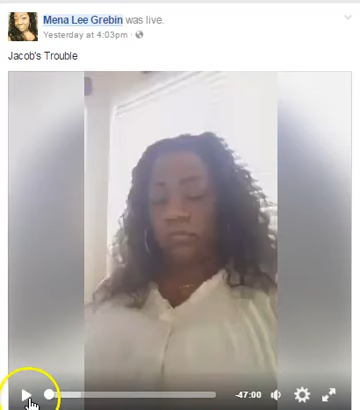 Mena Lee Grebin was live.
Yesterday at 4:03pm ·
Jacob's Trouble
-47:00